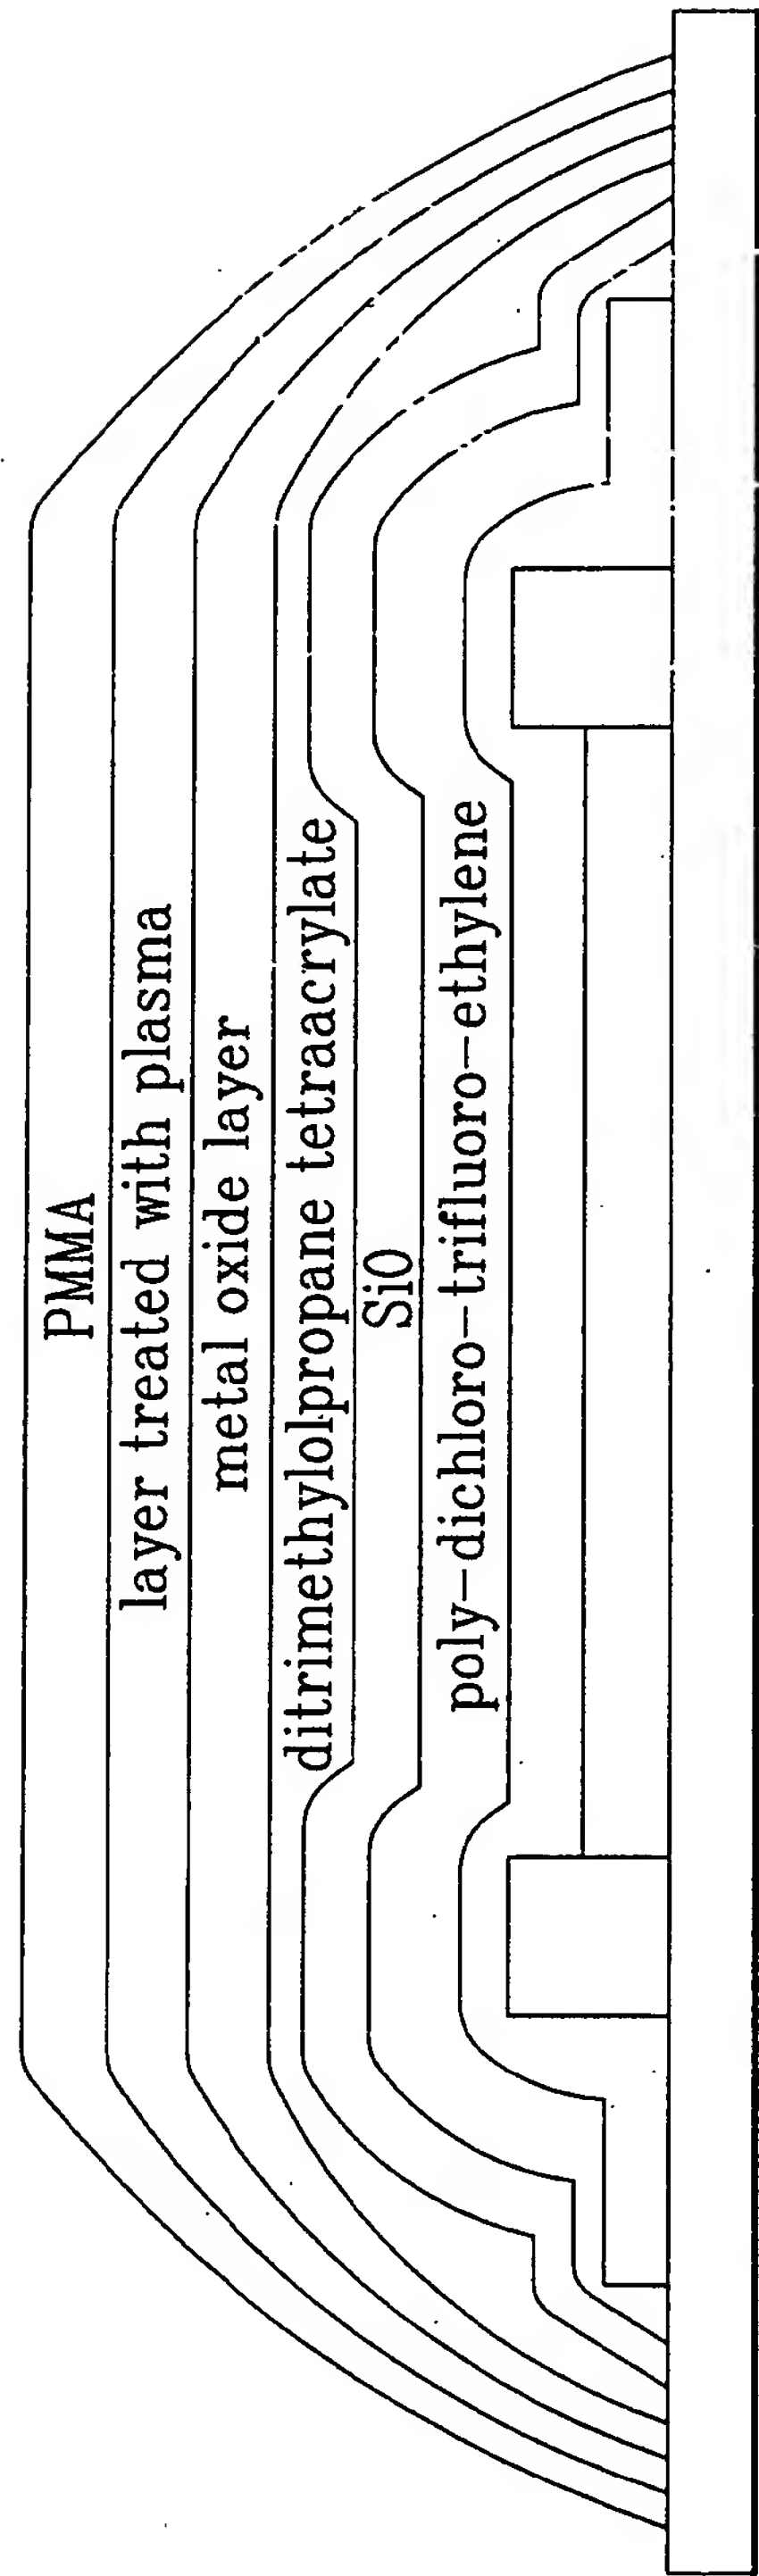 PMMA
layer treated with plasma
metal oxide layer
ditrimethylolpropane tetraacrylate
SiO
poly-dichloro-trifluoro-ethylene